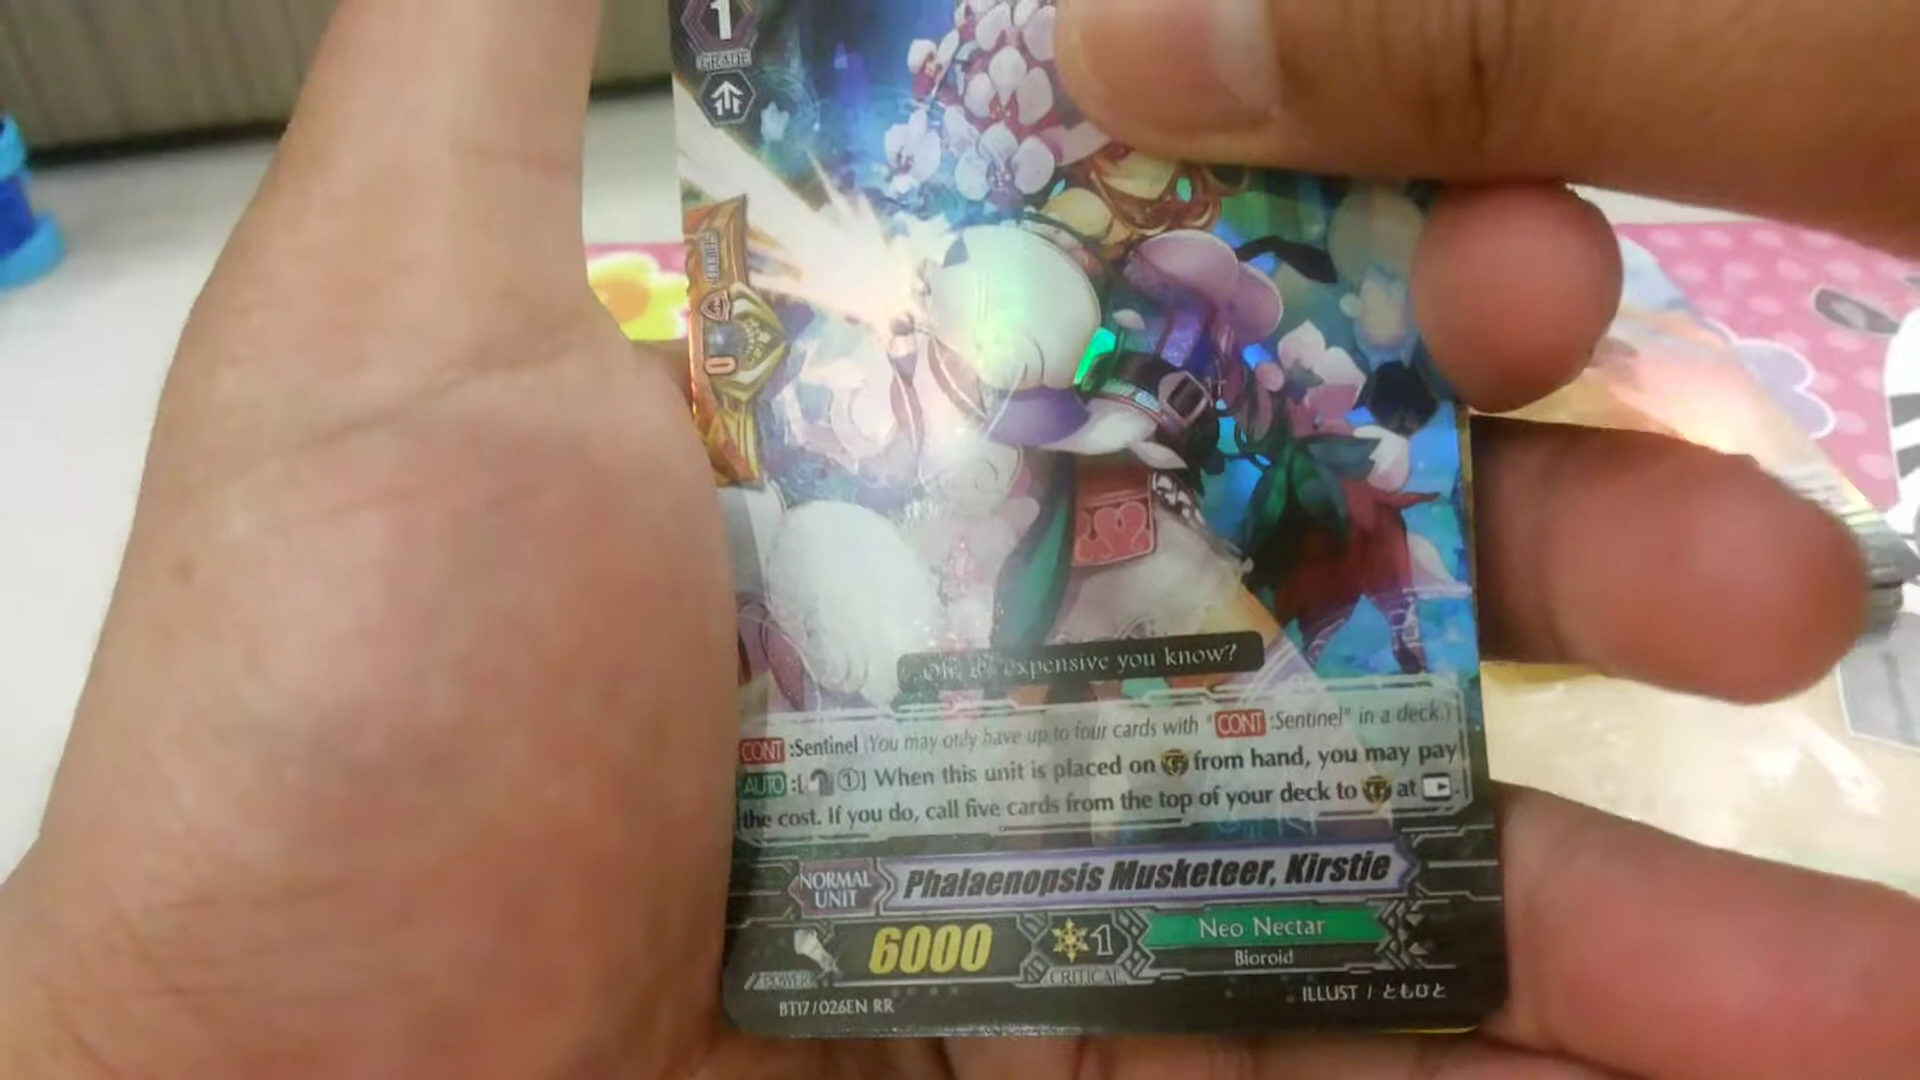 1
GRADE
SHIELD
0
expensive you know?
CONT :Sentinel (You may only have up to four cards with "CONT :Sentinel" in a deck.)
AUTO :[ ①] When this unit is placed on from hand, you may pay
the cost. If you do, call five cards from the top of your deck to at .
NORMAL UNIT
Phalaenopsis Musketeer, Kirstie
POWER 6000
1 CRITICAL
Neo Nectar
Bioroid
BT17/026EN RR
ILLUST / ともひと